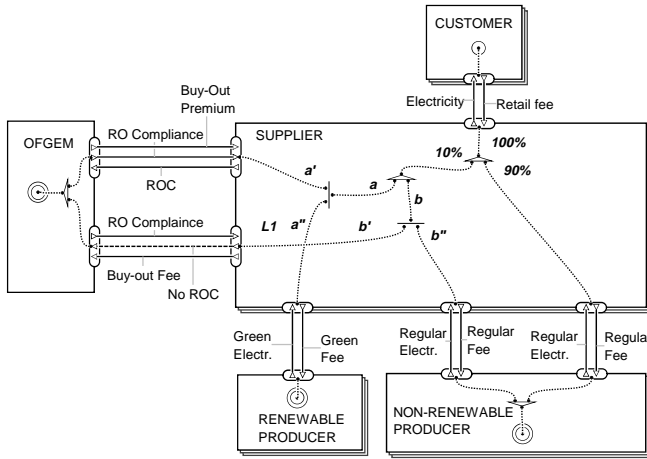 CUSTOMER
Electricity
Retail fee
Buy-Out
Premium
OFGEM
RO Compliance
ROC
SUPPLIER
100%
10%
90%
a'
a
b
RO Complaince
L1
a"
b'
b"
Buy-out Fee
No ROC
Green
Electr.
Green
Fee
Regular
Electr.
Regular
Fee
Regular
Electr.
Regular
Fee
RENEWABLE
PRODUCER
NON-RENEWABLE
PRODUCER